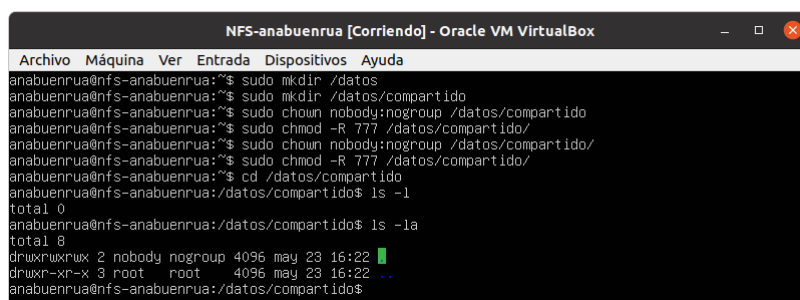 NFS-anabuenrua [Corriendo] - Oracle VM VirtualBox
Archivo Máquina Ver Entrada Dispositivos Ayuda
anabuenrua@nfs-anabuenrua:~$ sudo mkdir /datos
anabuenrua@nfs-anabuenrua:~$ sudo mkdir /datos/compartido
anabuenrua@nfs-anabuenrua:~$ sudo chown nobody:nogroup /datos/compartido
anabuenrua@nfs-anabuenrua:~$ sudo chmod -R 777 /datos/compartido/
anabuenrua@nfs-anabuenrua:~$ sudo chown nobody:nogroup /datos/compartido/
anabuenrua@nfs-anabuenrua:~$ sudo chmod -R 777 /datos/compartido/
anabuenrua@nfs-anabuenrua:~$ cd /datos/compartido
anabuenrua@nfs-anabuenrua:/datos/compartido$ ls -l
total 0
anabuenrua@nfs-anabuenrua:/datos/compartido$ ls -la
total 8
drwxrwxrwx 2 nobody nogroup 4096 may 23 16:22 .
drwxr-xr-x 3 root   root    4096 may 23 16:22 ..
anabuenrua@nfs-anabuenrua:/datos/compartido$